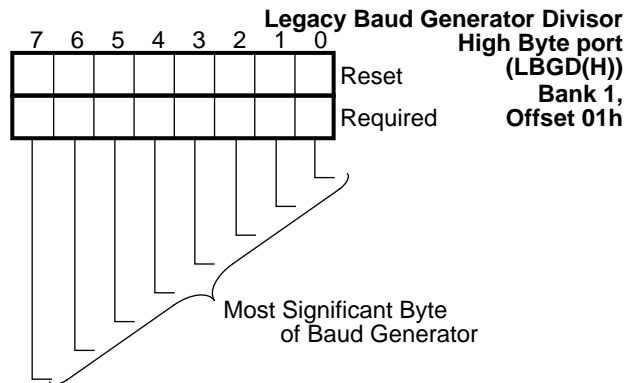 Legacy Baud Generator Divisor
High Byte port
(LBGD(H))
Bank 1,
Offset 01h
7 6 5 4 3 2 1 0
Reset
Required
Most Significant Byte
of Baud Generator